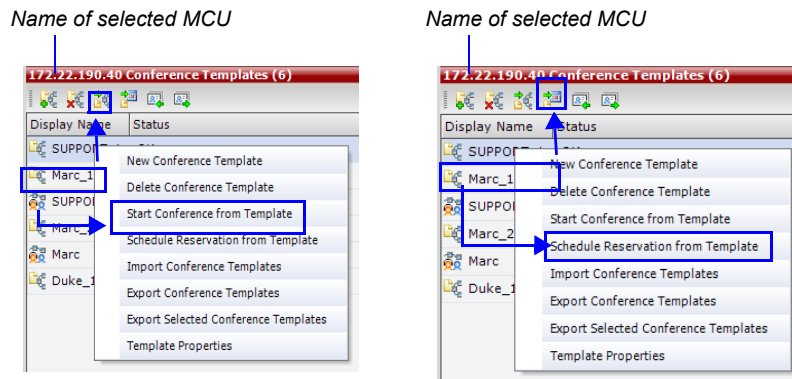 Name of selected MCU
172.22.190.40 Conference Templates (6)
Display Name Status
SUPPORT
Marc_1
SUPPO
Marc_
Marc
Duke_1
New Conference Template
Delete Conference Template
Start Conference from Template
Schedule Reservation from Template
Import Conference Templates
Export Conference Templates
Export Selected Conference Templates
Template Properties
Name of selected MCU
172.22.190.40 Conference Templates (6)
Display Name Status
SUPPO
Marc_1
SUPPO
Marc_2
Marc
Duke_1
New Conference Template
Delete Conference Template
Start Conference from Template
Schedule Reservation from Template
Import Conference Templates
Export Conference Templates
Export Selected Conference Templates
Template Properties